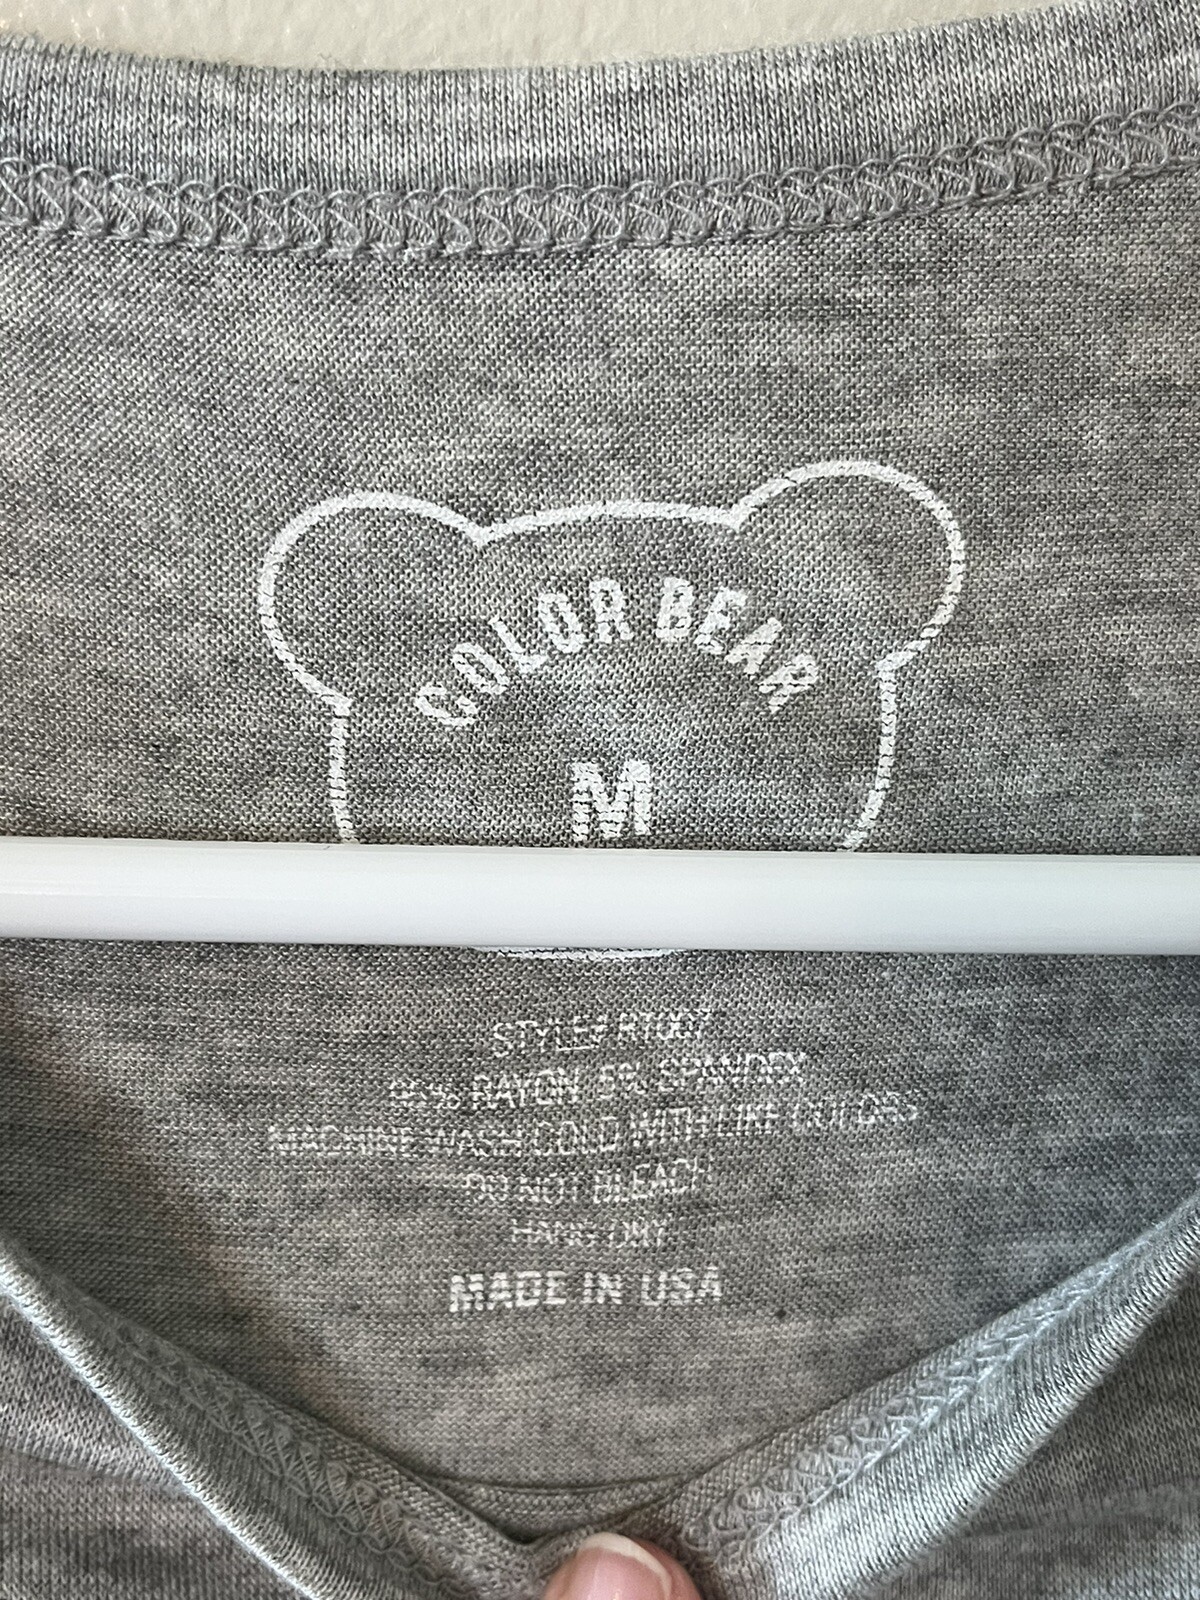 COLOR BEAR
M
STYLE#
95% RAYON 5% SPANDEX
MACHINE WASH COLD WITH LIKE COLORS
DO NOT BLEACH
HANG DRY
MADE IN USA